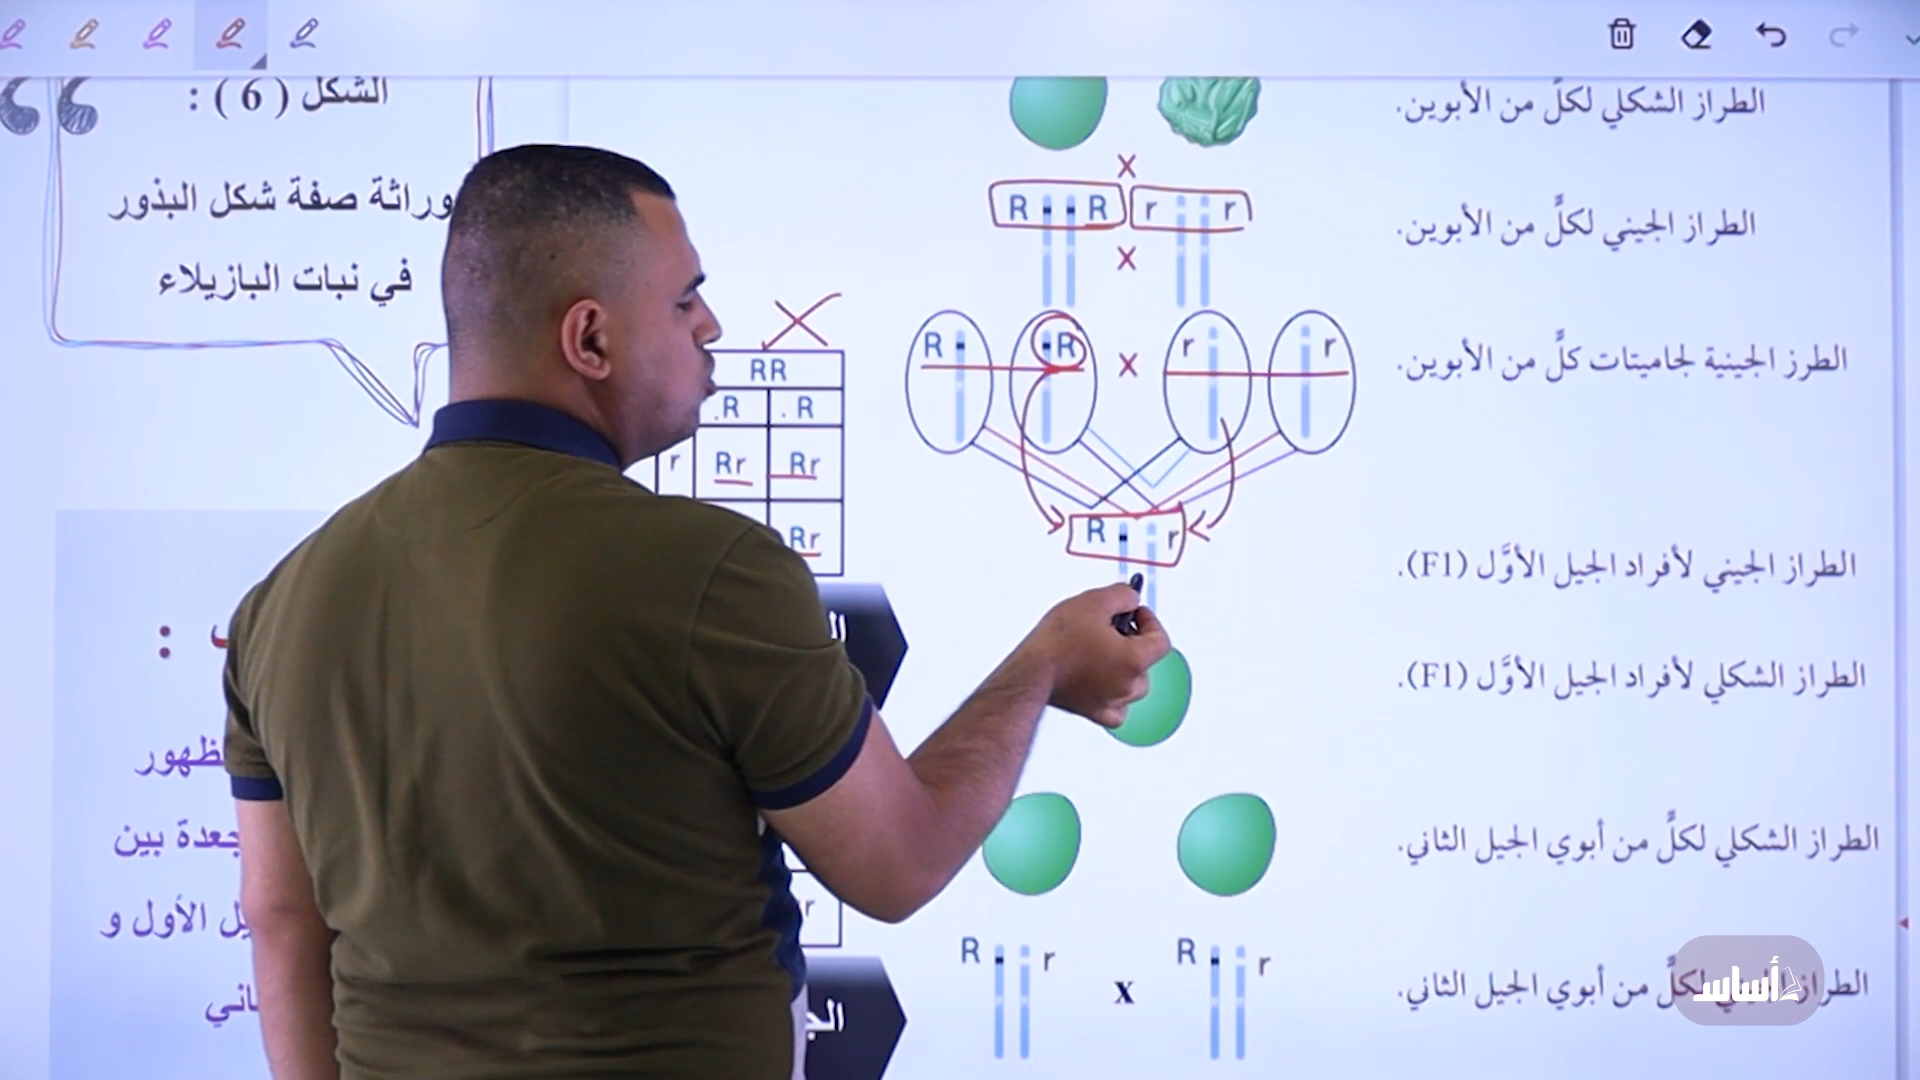 الشكل ( 6 ) :
وراثة صفة شكل البذور
في نبات البازيلاء
الطراز الشكلي لكلٍّ من الأبوين.
X
R R r r
الطراز الجيني لكلٍّ من الأبوين.
X
R R X r r
الطرز الجينية لجاميتات كلٍّ من الأبوين.
RR
R R
r Rr Rr
Rr
R r
الطراز الجيني لأفراد الجيل الأوَّل (F1).
الطراز الشكلي لأفراد الجيل الأوَّل (F1).
:
الطراز الشكلي لكلٍّ من أبوي الجيل الثاني.
الأول و
r
R r x R r
لكلٍّ من أبوي الجيل الثاني.
أساس